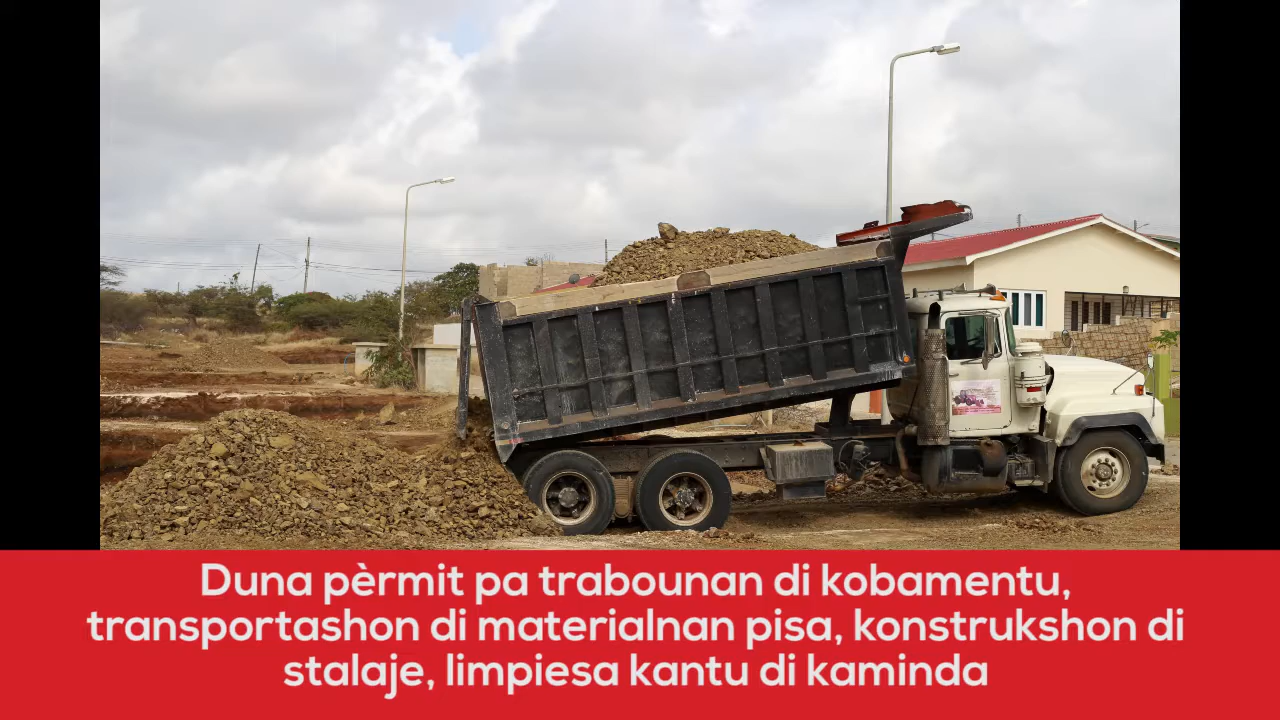 Duna pèrmit pa trabounan di kobamentu,
transportashon di materialnan pisa, konstrukshon di
stalaje, limpiesa kantu di kaminda